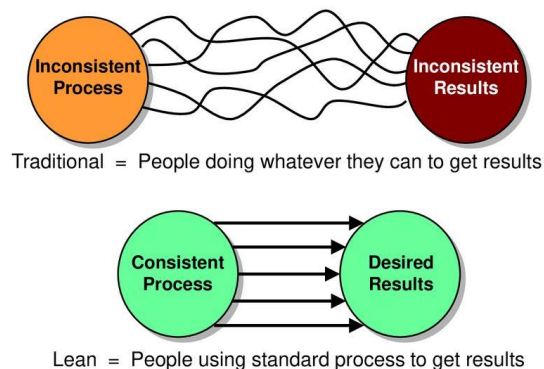 Inconsistent
Process
Inconsistent
Results
Traditional = People doing whatever they can to get results
Consistent
Process
Desired
Results
Lean = People using standard process to get results